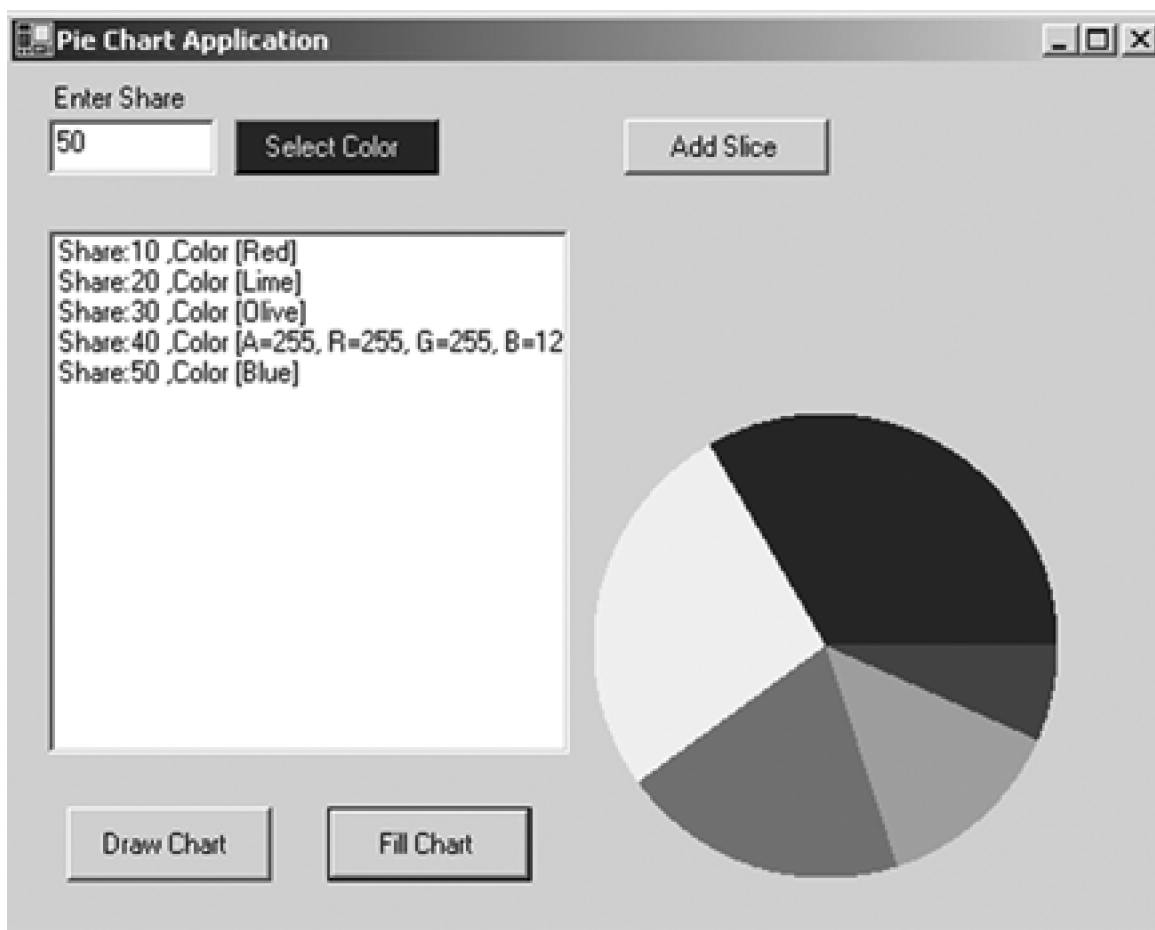 Pie Chart Application
Enter Share
50
Select Color
Add Slice
Share:10 ,Color [Red]
Share:20 ,Color [Lime]
Share:30 ,Color [Olive]
Share:40 ,Color [A=255, R=255, G=255, B=12
Share:50 ,Color [Blue]
Draw Chart
Fill Chart